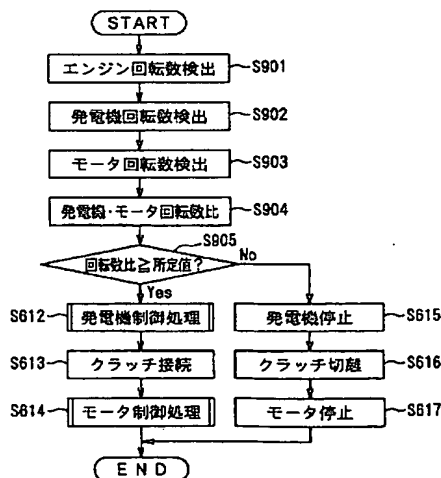 START
エンジン回転数検出
S901
発電機回転数検出
S902
モータ回転数検出
S903
発電機・モータ回転数比
S904
S905
回転数比≧所定値?
No
Yes
S612
発電機制御処理
発電機停止
S615
S613
クラッチ接続
クラッチ切離
S616
S614
モータ制御処理
モータ停止
S617
END